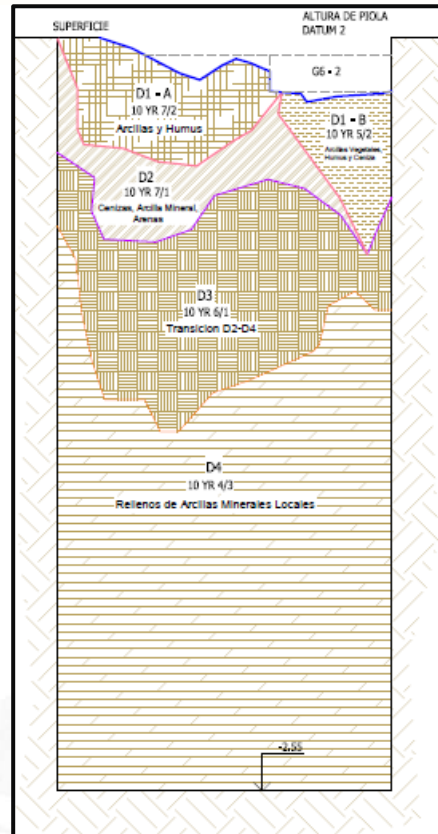 SUPERFICIE
ALTURA DE PIOLA
DATUM 2
G6 - 2
D1 - A
10 YR 7/2
Arcillas y Humus
D1 - B
10 YR 5/2
Arcillas Vegetales,
Humus y Ceniza
D2
10 YR 7/1
Cenizas, Arcilla Mineral,
Arenas
D3
10 YR 6/1
Transicion D2-D4
D4
10 YR 4/3
Rellenos de Arcillas Minerales Locales
-2,55